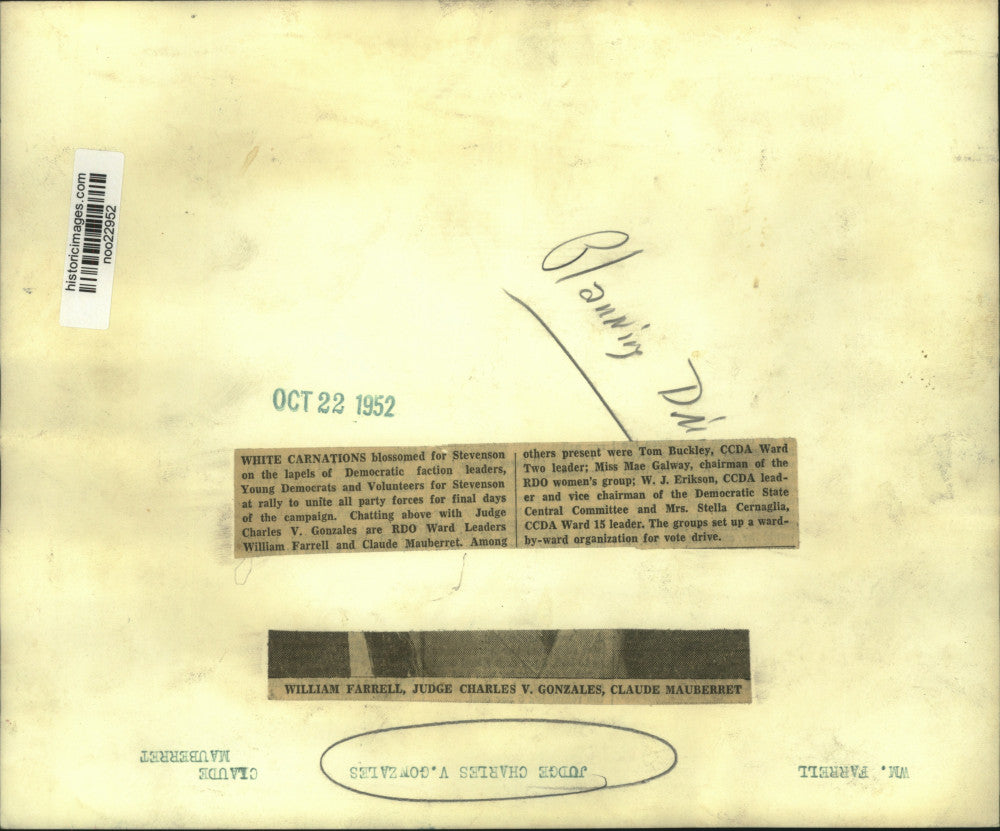 historicimages.com
noo22952
Planning Div
OCT 22 1952
WHITE CARNATIONS blossomed for Stevenson
on the lapels of Democratic faction leaders,
Young Democrats and Volunteers for Stevenson
at rally to unite all party forces for final days
of the campaign. Chatting above with Judge
Charles V. Gonzales are RDO Ward Leaders
William Farrell and Claude Mauberret. Among
others present were Tom Buckley, CCDA Ward
Two leader; Miss Mae Galway, chairman of the
RDO women's group; W. J. Erikson, CCDA lead-
er and vice chairman of the Democratic State
Central Committee and Mrs. Stella Cernaglia,
CCDA Ward 15 leader. The groups set up a ward-
by-ward organization for vote drive.
WILLIAM FARRELL, JUDGE CHARLES V. GONZALES, CLAUDE MAUBERRET
WM. FARRELL
JUDGE CHARLES V. GONZALES
CLAUDE
MAUBERRET